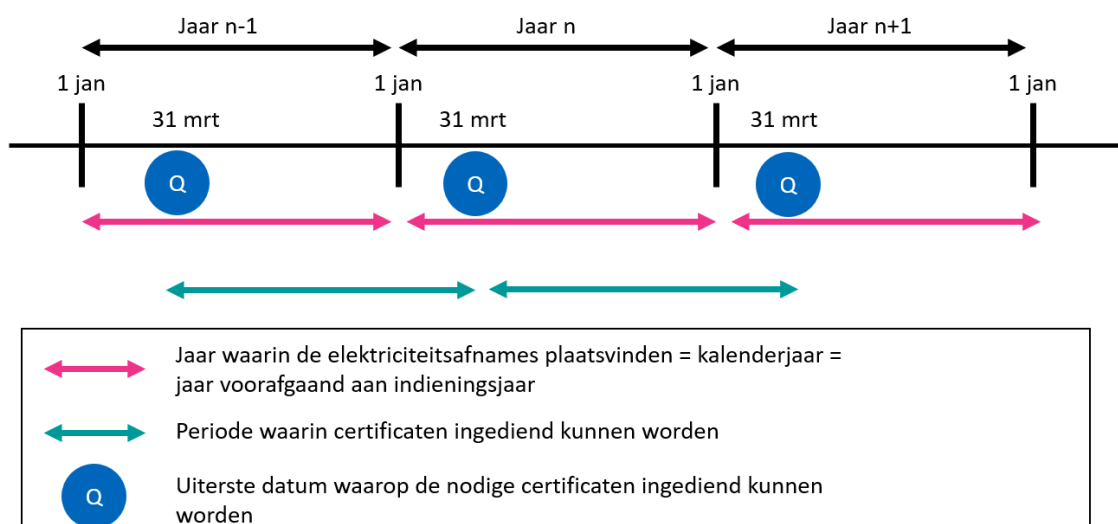 Jaar n-1
Jaar n
Jaar n+1
1 jan
1 jan
1 jan
1 jan
31 mrt
31 mrt
31 mrt
Q
Q
Q
Jaar waarin de elektriciteitsafnames plaatsvinden = kalenderjaar =
jaar voorafgaand aan indieningsjaar
Periode waarin certificaten ingediend kunnen worden
Q
Uiterste datum waarop de nodige certificaten ingediend kunnen
worden